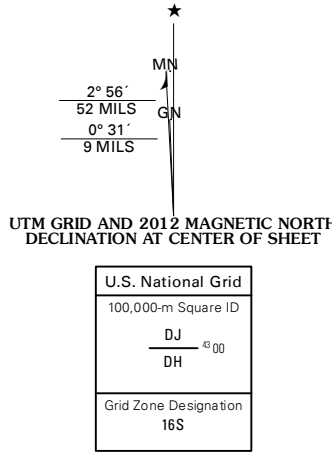 ★
MN
2° 56´
52 MILS
GN
0° 31´
9 MILS
UTM GRID AND 2012 MAGNETIC NORTH
DECLINATION AT CENTER OF SHEET
U.S. National Grid
100,000-m Square ID
DJ
43 00
DH
Grid Zone Designation
16S